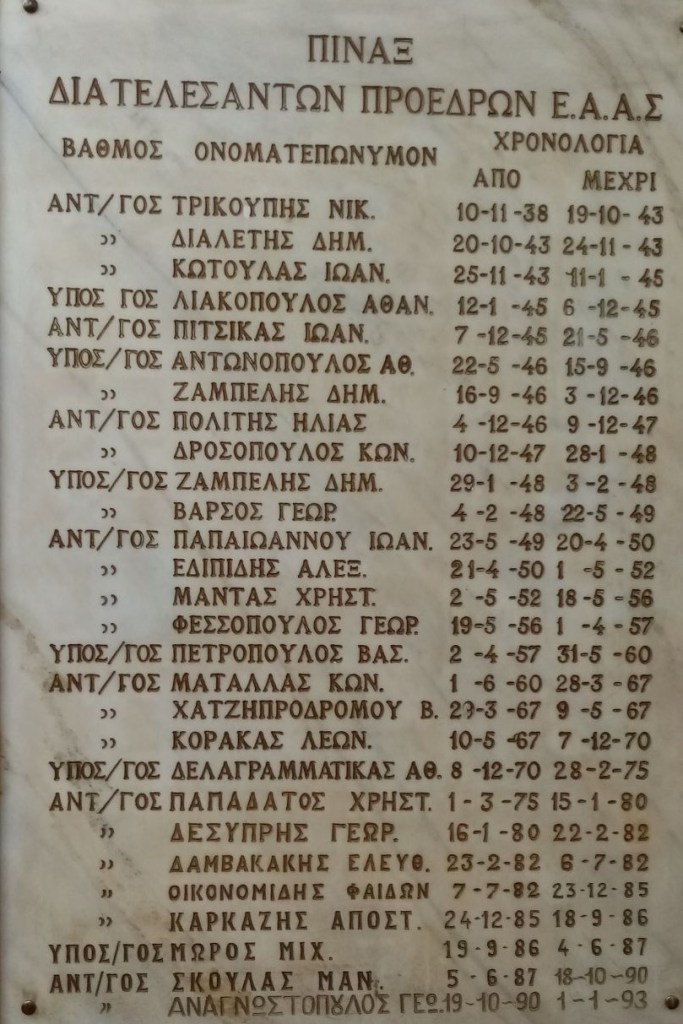 ΠΙΝΑΞ
ΔΙΑΤΕΛΕΣΑΝΤΩΝ ΠΡΟΕΔΡΩΝ Ε.Α.Α.Σ
ΒΑΘΜΟΣ ΟΝΟΜΑΤΕΠΩΝΥΜΟΝ ΧΡΟΝΟΛΟΓΙΑ
ΑΠΟ ΜΕΧΡΙ
ΑΝΤ/ΓΟΣ ΤΡΙΚΟΥΠΗΣ ΝΙΚ. 10-11-38 19-10-43
,, ΔΙΑΛΕΤΗΣ ΔΗΜ. 20-10-43 24-11-43
,, ΚΩΤΟΥΛΑΣ ΙΩΑΝ. 25-11-43 11-1-45
ΥΠΟΣ ΓΟΣ ΛΙΑΚΟΠΟΥΛΟΣ ΑΘΑΝ. 12-1-45 6-12-45
ΑΝΤ/ΓΟΣ ΠΙΤΣΙΚΑΣ ΙΩΑΝ. 7-12-45 21-5-46
ΥΠΟΣ/ΓΟΣ ΑΝΤΩΝΟΠΟΥΛΟΣ ΑΘ. 22-5-46 15-9-46
,, ΖΑΜΠΕΛΗΣ ΔΗΜ. 16-9-46 3-12-46
ΑΝΤ/ΓΟΣ ΠΟΛΙΤΗΣ ΗΛΙΑΣ 4-12-46 9-12-47
,, ΔΡΟΣΟΠΟΥΛΟΣ ΚΩΝ. 10-12-47 28-1-48
ΥΠΟΣ/ΓΟΣ ΖΑΜΠΕΛΗΣ ΔΗΜ. 29-1-48 3-2-48
,, ΒΑΡΣΟΣ ΓΕΩΡ. 4-2-48 22-5-49
ΑΝΤ/ΓΟΣ ΠΑΠΑΙΩΑΝΝΟΥ ΙΩΑΝ. 23-5-49 20-4-50
,, ΕΔΙΠΙΔΗΣ ΑΛΕΞ. 21-4-50 1-5-52
,, ΜΑΝΤΑΣ ΧΡΗΣΤ. 2-5-52 18-5-56
,, ΦΕΣΣΟΠΟΥΛΟΣ ΓΕΩΡ. 19-5-56 1-4-57
ΥΠΟΣ/ΓΟΣ ΠΕΤΡΟΠΟΥΛΟΣ ΒΑΣ. 2-4-57 31-5-60
ΑΝΤ/ΓΟΣ ΜΑΤΑΛΛΑΣ ΚΩΝ. 1-6-60 28-3-67
,, ΧΑΤΖΗΠΡΟΔΡΟΜΟΥ Β. 29-3-67 9-5-67
,, ΚΟΡΑΚΑΣ ΛΕΩΝ. 10-5-67 7-12-70
ΥΠΟΣ/ΓΟΣ ΔΕΛΑΓΡΑΜΜΑΤΙΚΑΣ ΑΘ. 8-12-70 28-2-75
ΑΝΤ/ΓΟΣ ΠΑΠΑΔΑΤΟΣ ΧΡΗΣΤ. 1-3-75 15-1-80
,, ΔΕΣΥΠΡΗΣ ΓΕΩΡ. 16-1-80 22-2-82
,, ΔΑΜΒΑΚΑΚΗΣ ΕΛΕΥΘ. 23-2-82 6-7-82
,, ΟΙΚΟΝΟΜΙΔΗΣ ΦΑΙΔΩΝ 7-7-82 23-12-85
,, ΚΑΡΚΑΖΗΣ ΑΠΟΣΤ. 24-12-85 18-9-86
ΥΠΟΣ/ΓΟΣ ΜΩΡΟΣ ΜΙΧ. 19-9-86 4-6-87
ΑΝΤ/ΓΟΣ ΣΚΟΥΛΑΣ ΜΑΝ. 5-6-87 18-10-90
,, ΑΝΑΓΝΩΣΤΟΠΥΛΟΣ ΓΕΩ. 19-10-90 1-1-93